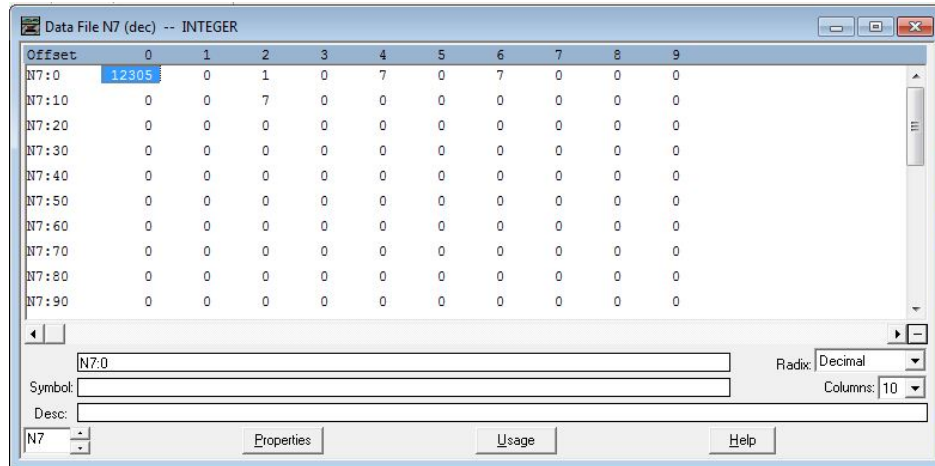 Data File N7 (dec) -- INTEGER
Offset 0 1 2 3 4 5 6 7 8 9
N7:0 12305 0 1 0 7 0 7 0 0 0
N7:10 0 0 7 0 0 0 0 0 0 0
N7:20 0 0 0 0 0 0 0 0 0 0
N7:30 0 0 0 0 0 0 0 0 0 0
N7:40 0 0 0 0 0 0 0 0 0 0
N7:50 0 0 0 0 0 0 0 0 0 0
N7:60 0 0 0 0 0 0 0 0 0 0
N7:70 0 0 0 0 0 0 0 0 0 0
N7:80 0 0 0 0 0 0 0 0 0 0
N7:90 0 0 0 0 0 0 0 0 0 0
N7:0 Radix: Decimal
Symbol: Columns: 10
Desc:
N7 Properties Usage Help